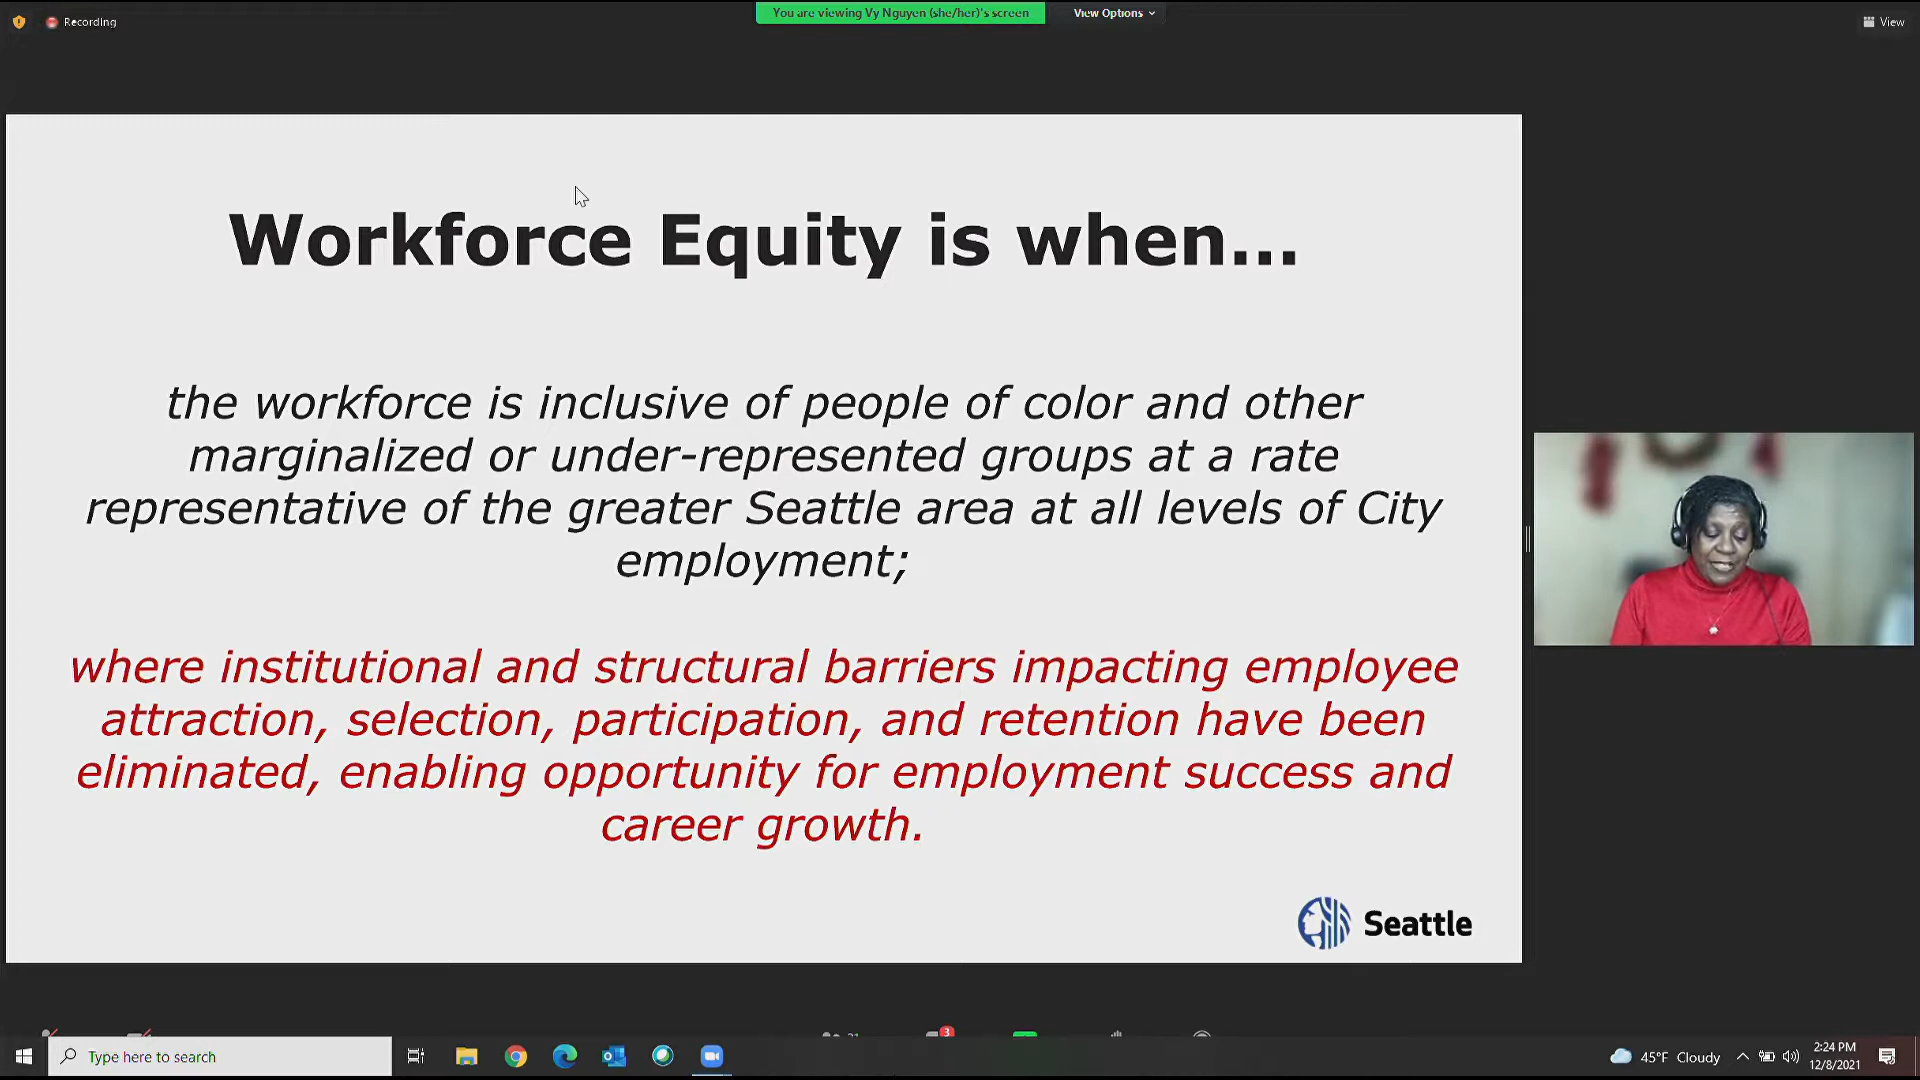 Recording
You are viewing Vy Nguyen (she/her)'s screen
View Options
View
Workforce Equity is when...
the workforce is inclusive of people of color and other
marginalized or under-represented groups at a rate
representative of the greater Seattle area at all levels of City
employment;
where institutional and structural barriers impacting employee
attraction, selection, participation, and retention have been
eliminated, enabling opportunity for employment success and
career growth.
Seattle
3
Type here to search
45°F Cloudy
2:24 PM
12/8/2021